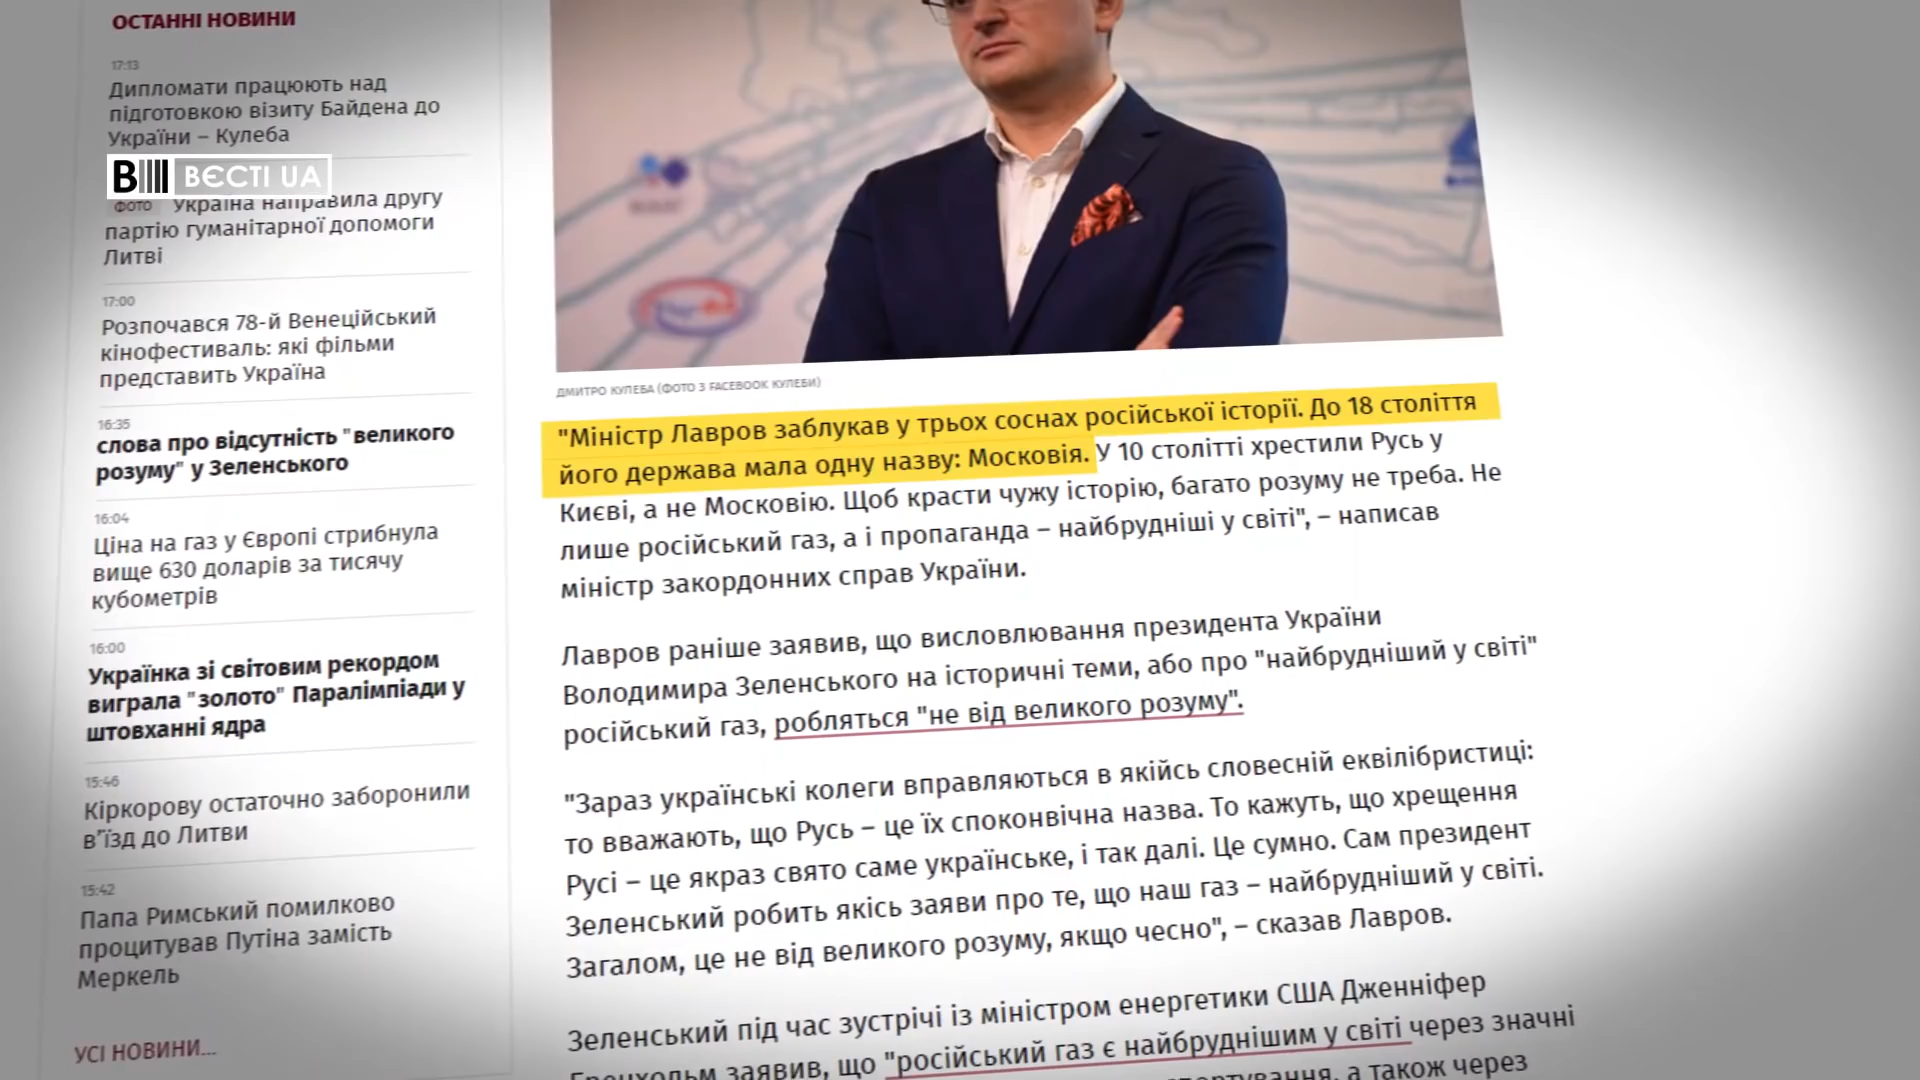 ОСТАННІ НОВИНИ
17:13
Дипломати працюють над
підготовкою візиту Байдена до
України – Кулеба
В ВЄСТІ UA
ФОТО Україна направила другу
партію гуманітарної допомоги
Литві
17:00
Розпочався 78-й Венеційський
кінофестиваль: які фільми
представить Україна
16:35
слова про відсутність "великого
розуму" у Зеленського
16:04
Ціна на газ у Європі стрибнула
вище 630 доларів за тисячу
кубометрів
16:00
Українка зі світовим рекордом
виграла "золото" Паралімпіади у
штовханні ядра
15:46
Кіркорову остаточно заборонили
в'їзд до Литви
15:42
Папа Римський помилково
процитував Путіна замість
Меркель
УСІ НОВИНИ...
ДМИТРО КУЛЕБА (ФОТО З FACEBOOK КУЛЕБИ)
"Міністр Лавров заблукав у трьох соснах російської історії. До 18 століття
його держава мала одну назву: Московія. У 10 столітті хрестили Русь у
Києві, а не Московію. Щоб красти чужу історію, багато розуму не треба. Не
лише російський газ, а і пропаганда – найбрудніші у світі", – написав
міністр закордонних справ України.
Лавров раніше заявив, що висловлювання президента України
Володимира Зеленського на історичні теми, або про "найбрудніший у світі"
російський газ, робляться "не від великого розуму".
"Зараз українські колеги вправляються в якійсь словесній еквілібристиці:
то вважають, що Русь – це їх споконвічна назва. То кажуть, що хрещення
Русі – це якраз свято саме українське, і так далі. Це сумно. Сам президент
Зеленський робить якісь заяви про те, що наш газ – найбрудніший у світі.
Загалом, це не від великого розуму, якщо чесно", – сказав Лавров.
Зеленський під час зустрічі із міністром енергетики США Дженніфер
Гренхольм заявив, що "російський газ є найбруднішим у світі через значні
а також через